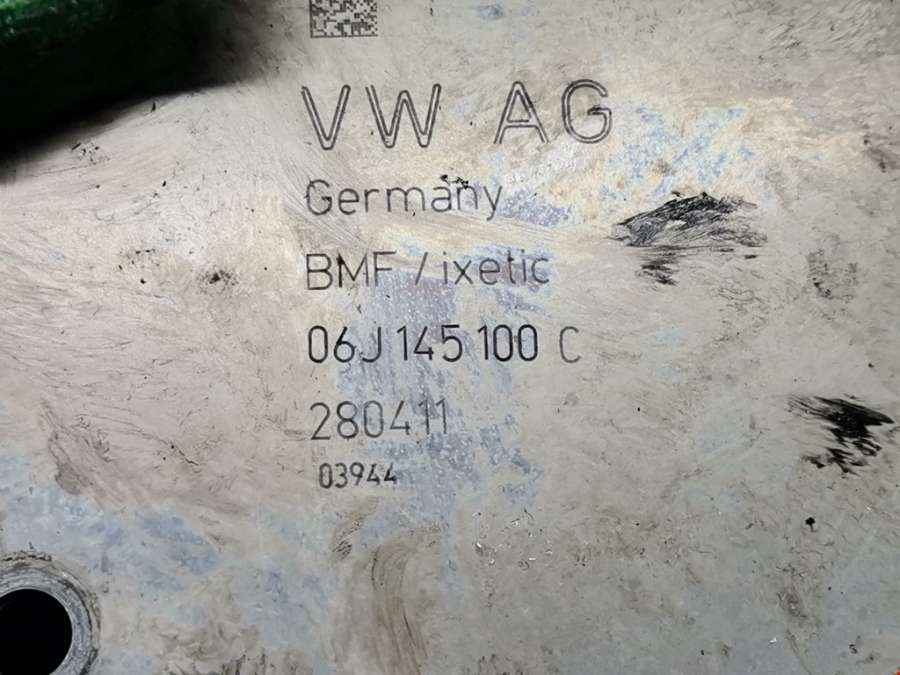 VW AG
Germany
BMF / ixetic
06J 145 100 C
280411
03944